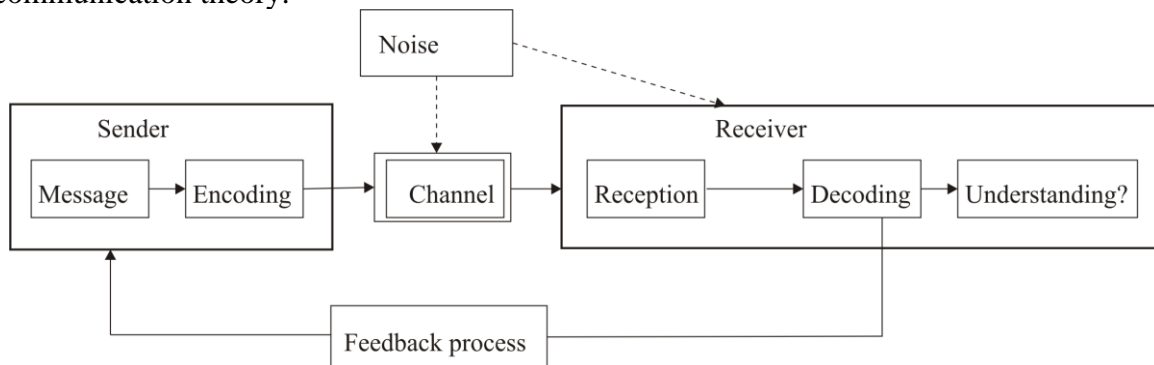 communication theory.
Noise
Sender
Receiver
Message
Encoding
Channel
Reception
Decoding
Understanding?
Feedback process